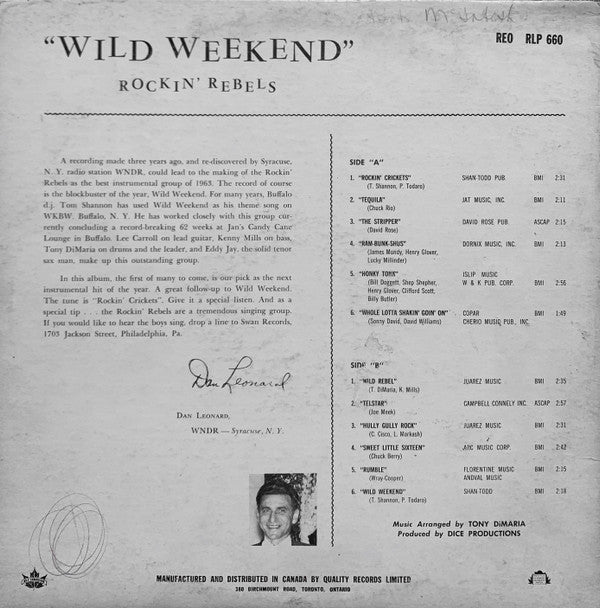 McIntosh
"WILD WEEKEND"
REO RLP 660
ROCKIN' REBELS
A recording made three years ago, and re-discovered by Syracuse,
N. Y. radio station WNDR, could lead to the making of the Rockin'
Rebels as the best instrumental group of 1963. The record of course
is the blockbuster of the year, Wild Weekend. For many years, Buffalo
d.j. Tom Shannon has used Wild Weekend as his theme song on
WKBW. Buffalo, N. Y. He has worked closely with this group cur-
rently concluding a record-breaking 62 weeks at Jan's Candy Cane
Lounge in Buffalo. Lee Carroll on lead guitar, Kenny Mills on bass,
Tony DiMaria on drums and the leader, and Eddy Jay, the solid tenor
sax man, make up this outstanding group.
In this album, the first of many to come, is our pick as the next
instrumental hit of the year. A great follow-up to Wild Weekend.
The tune is "Rockin' Crickets". Give it a special listen. And as a
special tip . . . the Rockin' Rebels are a tremendous singing group.
If you would like to hear the boys sing, drop a line to Swan Records,
1703 Jackson Street, Philadelphia, Pa.
Dan Leonard
DAN LEONARD,
WNDR — Syracuse, N. Y.
SIDE "A"
1. "ROCKIN' CRICKETS" SHAN-TOD PUB. BMI 2:31
(T. Shannon, P. Todaro)
2. "TEQUILA" JAT MUSIC, INC. BMI 2:11
(Chuck Rio)
3. "THE STRIPPER" DAVID ROSE PUB. ASCAP 2:15
(David Rose)
4. "RAM-BUNK-SHUS" DORNIX MUSIC, INC. BMI 2:13
(James Mundy, Henry Glover,
Lucky Millinder)
5. "HONKY TONK" ISLIP MUSIC
(Bill Doggett, Shep Shepher, W & K PUB. CORP. BMI 2:56
Henry Glover, Clifford Scott,
Billy Butler)
6. "WHOLE LOTTA SHAKIN' GOIN' ON" COPAR BMI 1:49
(Sonny David, David Williams) CHERIO MUSIC PUB., INC.
SIDE "B"
1. "WILD REBEL" JUAREZ MUSIC BMI 2:35
(T. DiMaria, K. Mills)
2. "TELSTAR" CAMPBELL CONNELY INC. ASCAP 2:57
(Joe Meek)
3. "HULLY GULLY ROCK" JUAREZ MUSIC BMI 2:31
(C. Cisco, L. Markash)
4. "SWEET LITTLE SIXTEEN" ARC MUSIC CORP. BMI 2:42
(Chuck Berry)
5. "RUMBLE" FLORENTINE MUSIC BMI 2:15
(Wray-Cooper) ANDVAL MUSIC
6. "WILD WEEKEND" SHAN-TODD BMI 2:18
(T. Shannon, P. Todaro)
Music Arranged by TONY DiMARIA
Produced by DICE PRODUCTIONS
MANUFACTURED AND DISTRIBUTED IN CANADA BY QUALITY RECORDS LIMITED
380 BIRCHMOUNT ROAD, TORONTO, ONTARIO